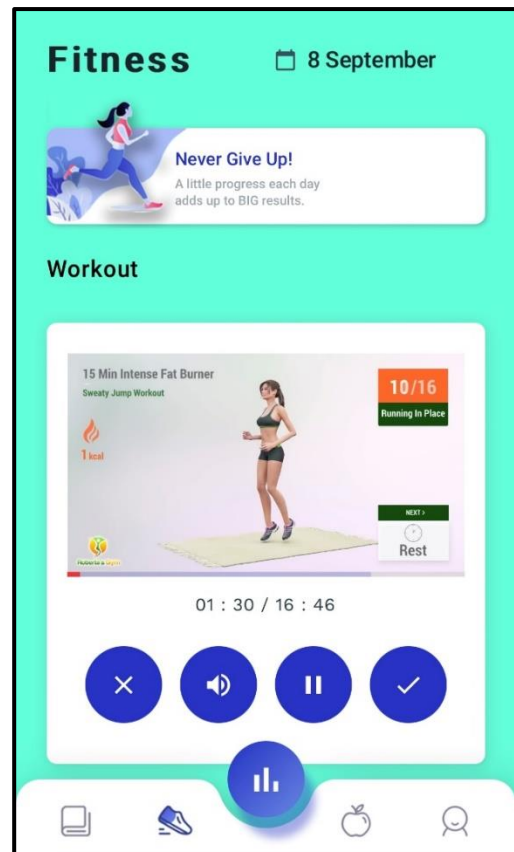 Fitness
8 September
Never Give Up!
A little progress each day
adds up to BIG results.
Workout
15 Min Intense Fat Burner
Sweaty Jump Workout
10/16
Running In Place
1 kcal
NEXT >
Rest
01 : 30 / 16 : 46